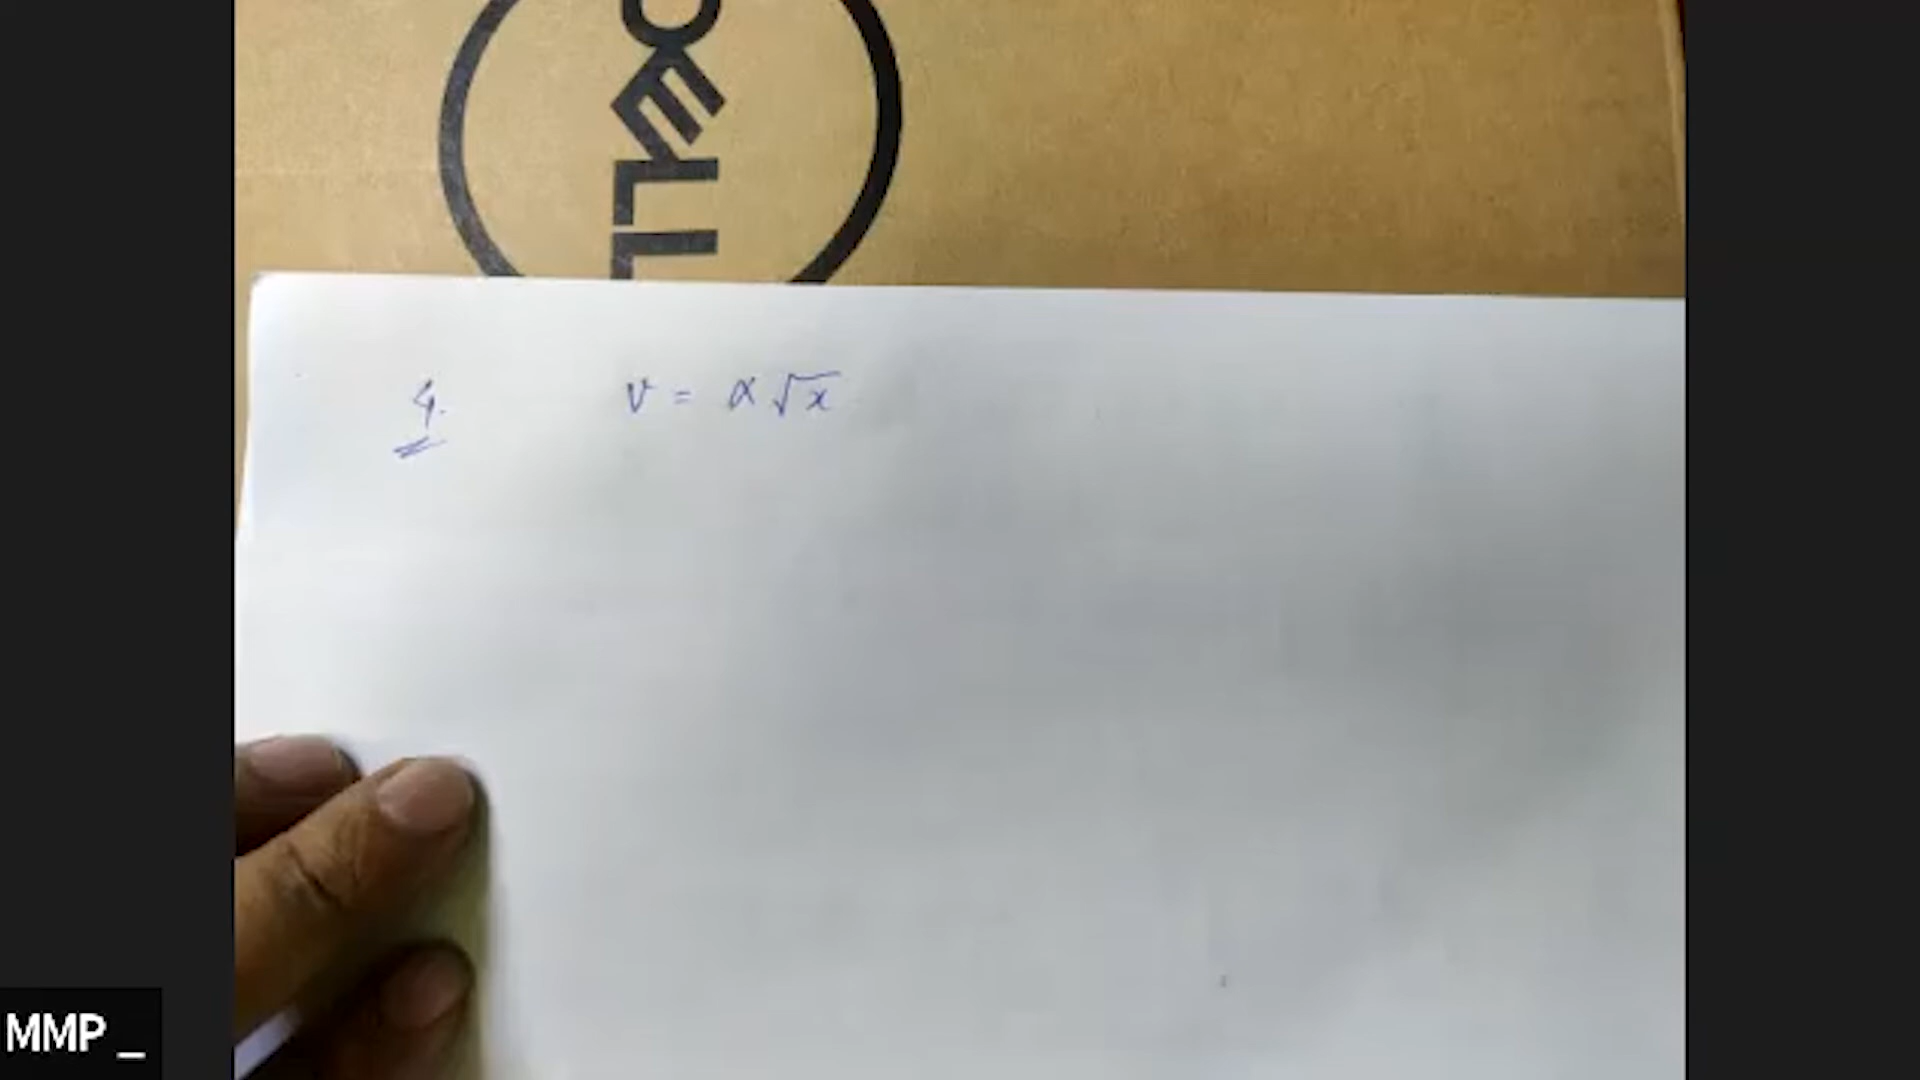 DELL
4. v = α √x
MMP _